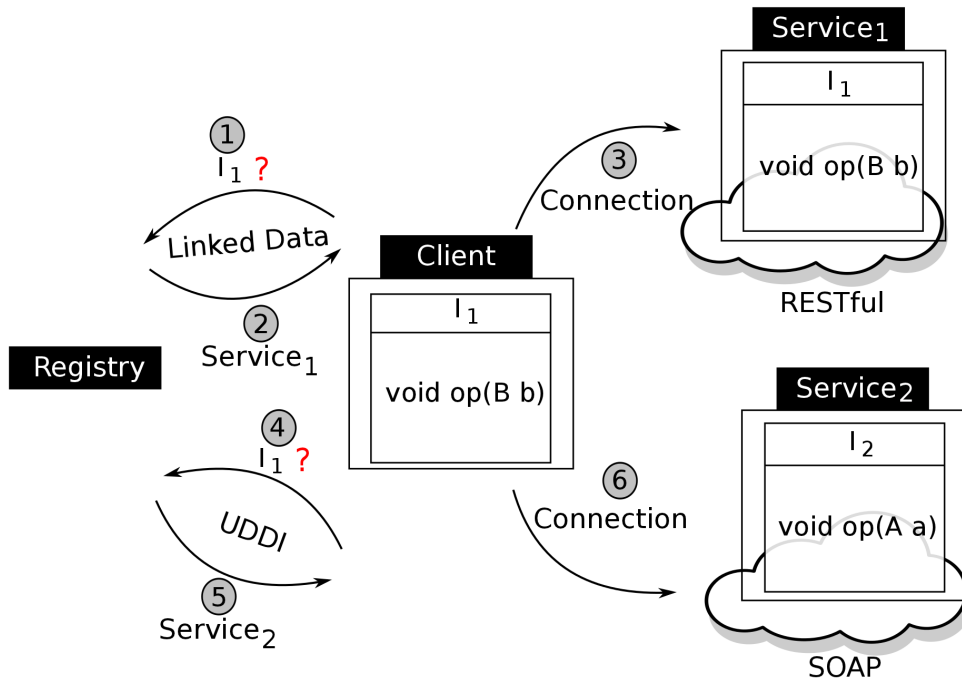 Service₁
I₁
void op(B b)
RESTful
1
I₁ ?
Linked Data
2
Service₁
3
Connection
Client
I₁
void op(B b)
Registry
4
I₁ ?
UDDI
5
Service₂
6
Connection
Service₂
I₂
void op(A a)
SOAP